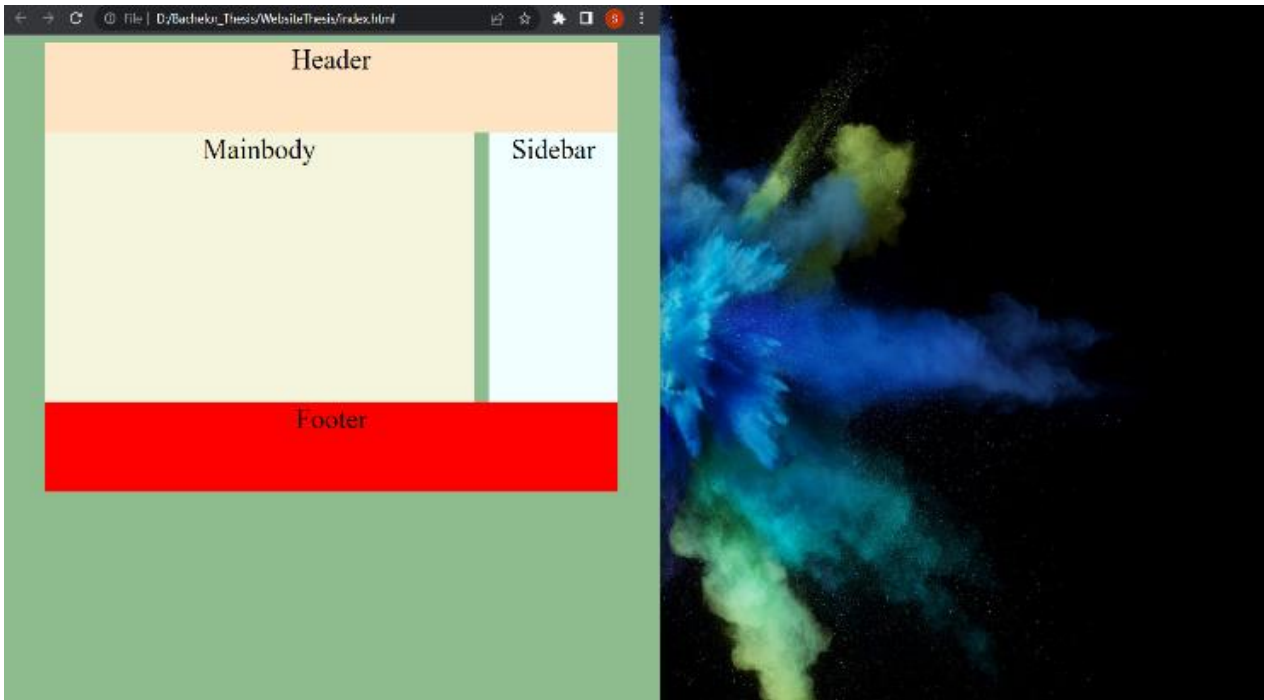 File | D:/Bachelor_Thesis/WebsiteThesis/index.html
S
Header
Mainbody
Sidebar
Footer